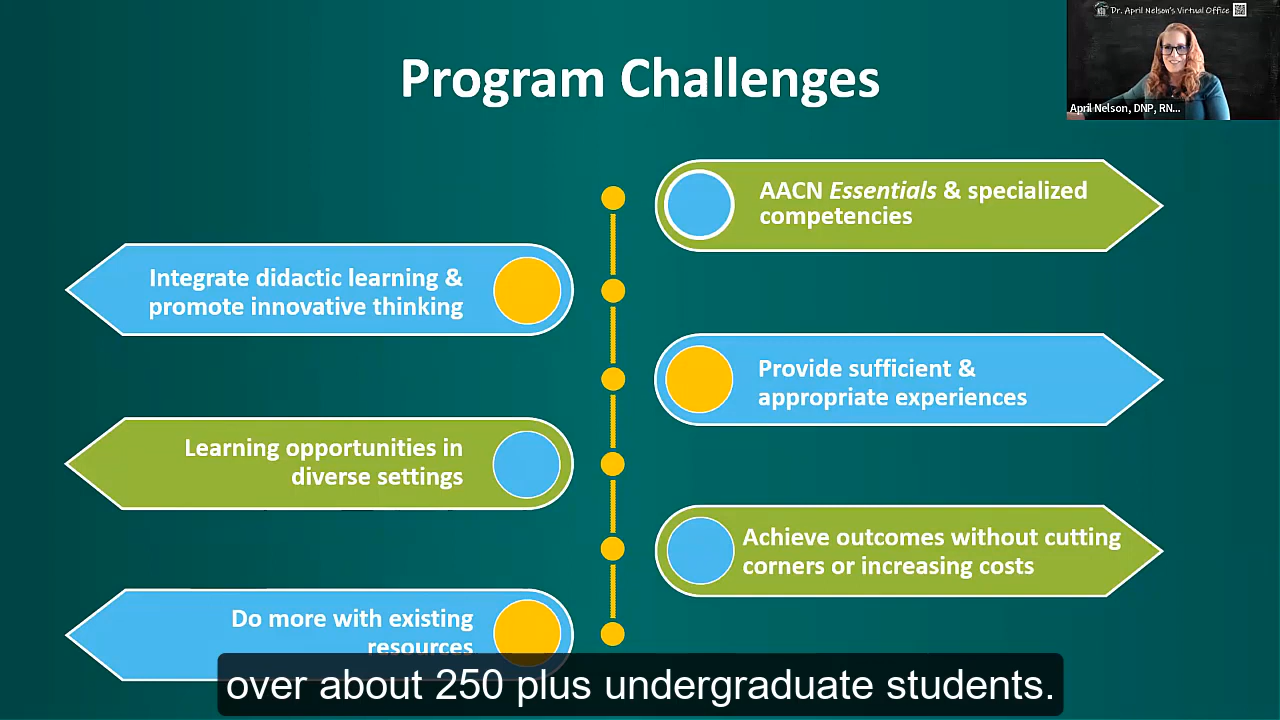 Dr. April Nelson's Virtual Office
April Nelson, DNP, RN...
Program Challenges
AACN Essentials & specialized
competencies
Integrate didactic learning &
promote innovative thinking
Provide sufficient &
appropriate experiences
Learning opportunities in
diverse settings
Achieve outcomes without cutting
corners or increasing costs
Do more with existing
resources
over about 250 plus undergraduate students.